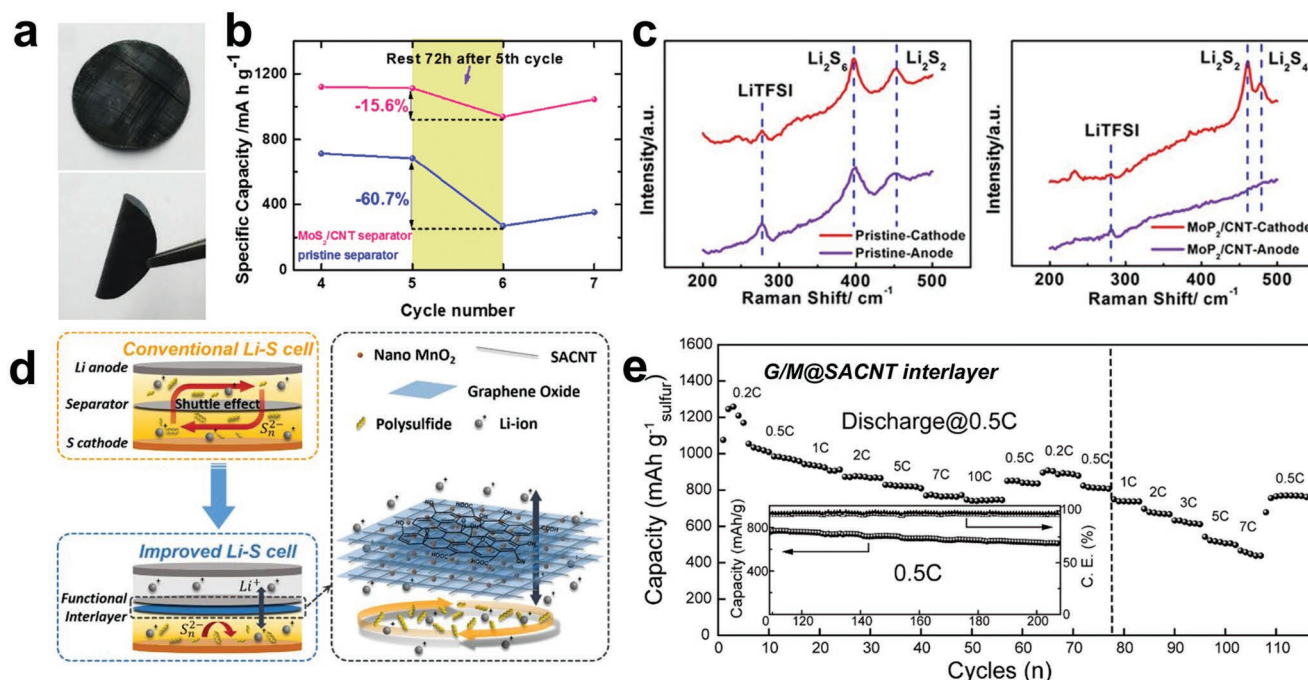 a
b
Rest 72h after 5th cycle
-15.6%
-60.7%
MoS2/CNT separator
pristine separator
Specific Capacity /mA h g-1
0
400
800
1200
4
5
6
7
Cycle number
c
LiTFSI
Li2S6
Li2S2
Pristine-Cathode
Pristine-Anode
Intensity/a.u.
200
300
400
500
Raman Shift/ cm-1
Li2S2
Li2S4
LiTFSI
MoP2/CNT-Cathode
MoP2/CNT-Anode
Intensity/a.u.
200
300
400
500
Raman Shift/ cm-1
d
Conventional Li-S cell
Li anode
Separator
Shuttle effect
S cathode
Sn2-
Improved Li-S cell
Li+
Functional
Interlayer
Sn2-
Nano MnO2
SACNT
Graphene Oxide
Polysulfide
Li-ion
e
G/M@SACNT interlayer
Discharge@0.5C
0.2C
0.5C
1C
2C
5C
7C
10C
0.5C
0.2C
0.5C
1C
2C
3C
5C
7C
0.5C
Capacity (mAh g-1 sulfur)
1600
1400
1200
1000
800
600
400
200
0
0
10
20
30
40
50
60
70
80
90
100
110
Cycles (n)
Capacity (mAh/g)
800
400
0.5C
100
50
0
C. E. (%)
100
120
140
160
180
200